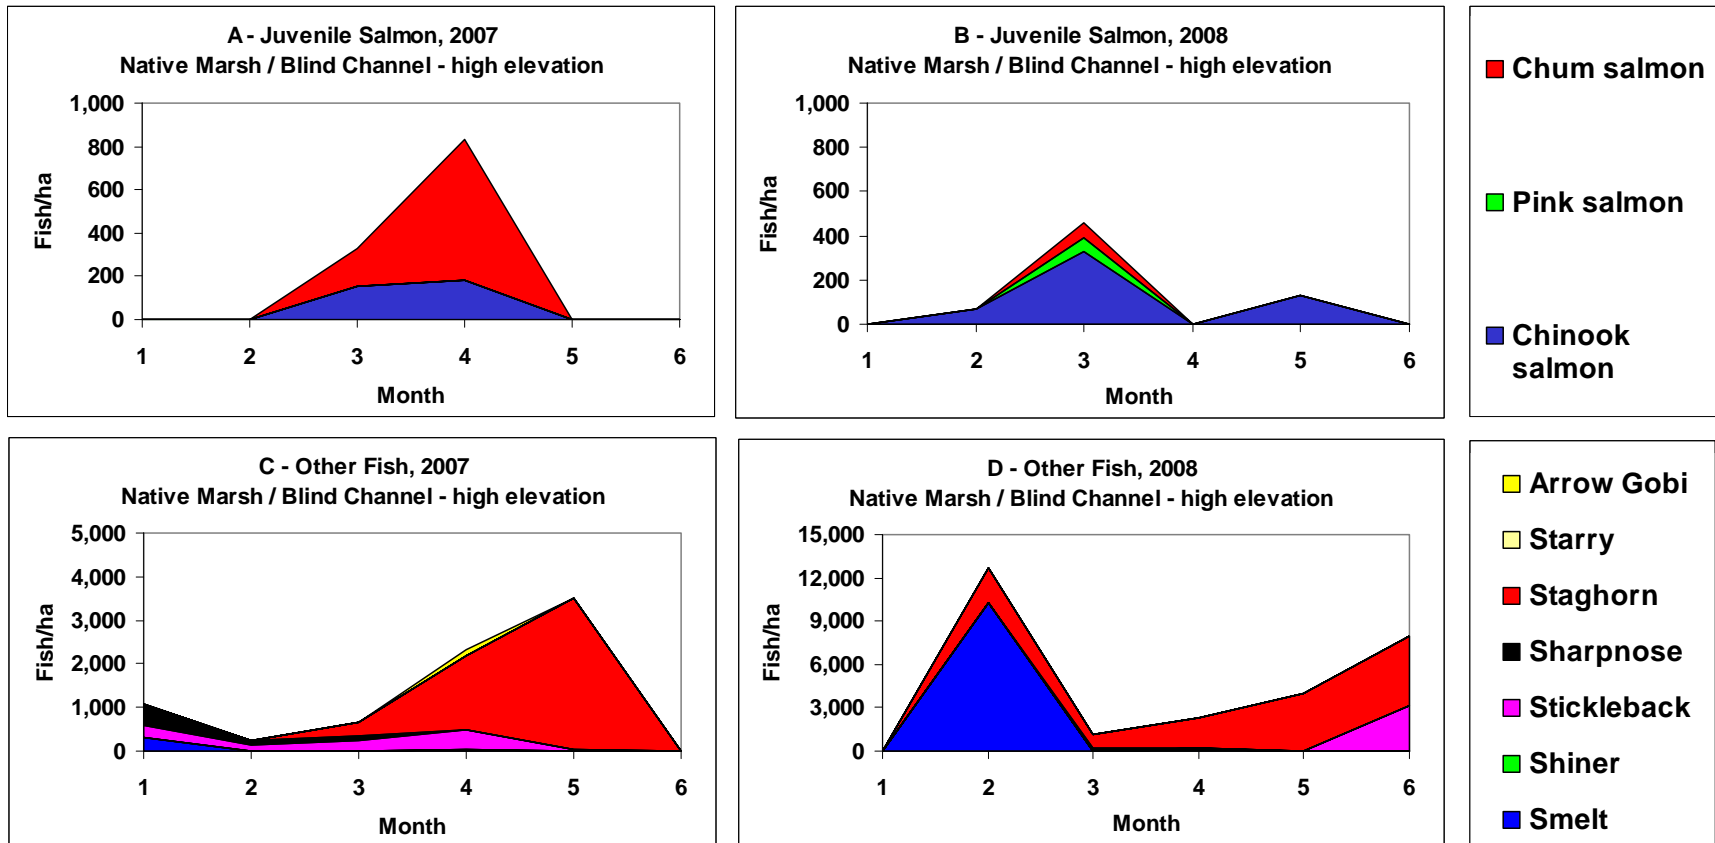 A - Juvenile Salmon, 2007
Native Marsh / Blind Channel - high elevation
1,000
800
600
400
200
0
Fish/ha
1 2 3 4 5 6
Month
B - Juvenile Salmon, 2008
Native Marsh / Blind Channel - high elevation
1,000
800
600
400
200
0
Fish/ha
1 2 3 4 5 6
Month
Chum salmon
Pink salmon
Chinook
salmon
C - Other Fish, 2007
Native Marsh / Blind Channel - high elevation
5,000
4,000
3,000
2,000
1,000
0
Fish/ha
1 2 3 4 5 6
Month
D - Other Fish, 2008
Native Marsh / Blind Channel - high elevation
15,000
12,000
9,000
6,000
3,000
0
Fish/ha
1 2 3 4 5 6
Month
Arrow Gobi
Starry
Staghorn
Sharpnose
Stickleback
Shiner
Smelt